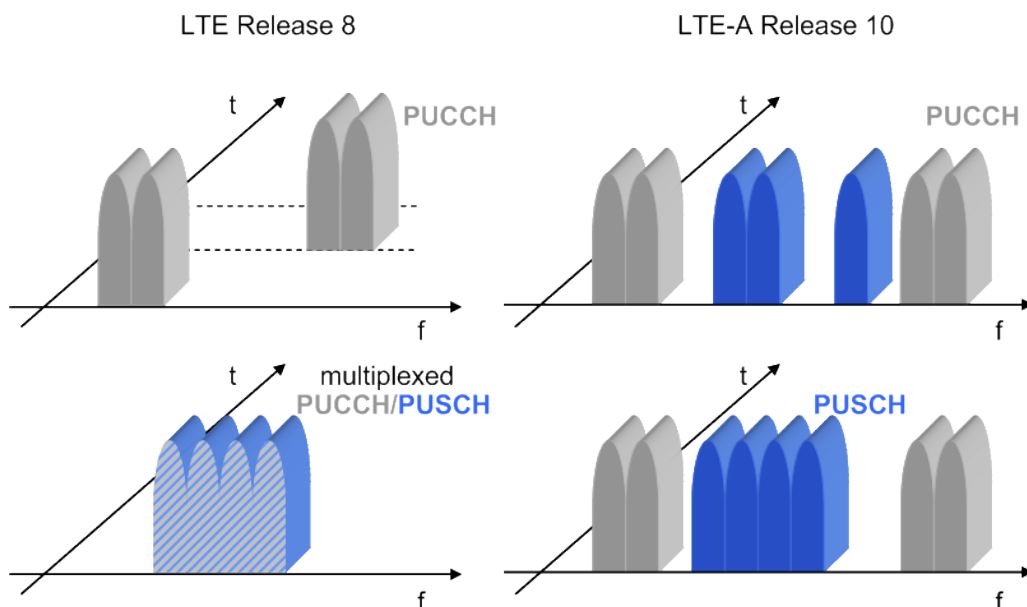 LTE Release 8
LTE-A Release 10
t
PUCCH
f
t
PUCCH
f
t
multiplexed
PUCCH/PUSCH
f
t
PUSCH
f